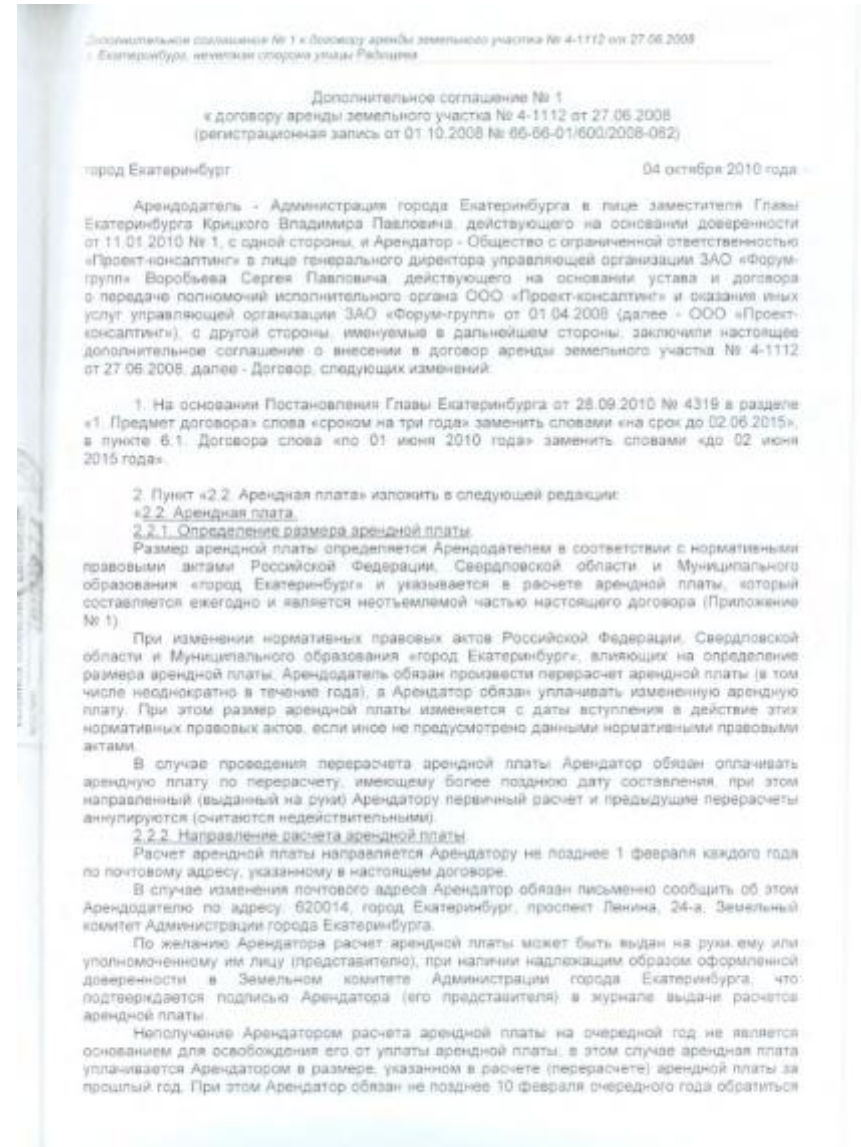 Дополнительное соглашение № 1 к договору аренды земельного участка № 4-1112 от 27.06.2008
г. Екатеринбург, нечетная сторона улицы Радищева
Дополнительное соглашение № 1
к договору аренды земельного участка № 4-1112 от 27.06.2008
(регистрационная запись от 01.10.2008 № 66-66-01/600/2008-082)
город Екатеринбург 04 октября 2010 года
Арендодатель - Администрация города Екатеринбурга в лице заместителя Главы
Екатеринбурга Крицкого Владимира Павловича, действующего на основании доверенности
от 11.01.2010 № 1, с одной стороны, и Арендатор - Общество с ограниченной ответственностью
«Проект-консалтинг» в лице генерального директора управляющей организации ЗАО «Форум-
групп» Воробьева Сергея Павловича, действующего на основании устава и договора
о передаче полномочий исполнительного органа ООО «Проект-консалтинг» и оказания иных
услуг управляющей организации ЗАО «Форум-групп» от 01.04.2008 (далее - ООО «Проект-
консалтинг»), с другой стороны, именуемые в дальнейшем стороны, заключили настоящее
дополнительное соглашение о внесении в договор аренды земельного участка № 4-1112
от 27.06.2008, далее - Договор, следующих изменений:
1. На основании Постановления Главы Екатеринбурга от 28.09.2010 № 4319 в разделе
«1. Предмет договора» слова «сроком на три года» заменить словами «на срок до 02.06.2015»,
в пункте 6.1. Договора слова «по 01 июня 2010 года» заменить словами «до 02 июня
2015 года».
2. Пункт «2.2. Арендная плата» изложить в следующей редакции:
«2.2. Арендная плата.
2.2.1. Определение размера арендной платы.
Размер арендной платы определяется Арендодателем в соответствии с нормативными
правовыми актами Российской Федерации, Свердловской области и Муниципального
образования «город Екатеринбург» и указывается в расчете арендной платы, который
составляется ежегодно и является неотъемлемой частью настоящего договора (Приложение
№ 1).
При изменении нормативных правовых актов Российской Федерации, Свердловской
области и Муниципального образования «город Екатеринбург», влияющих на определение
размера арендной платы, Арендодатель обязан произвести перерасчет арендной платы (в том
числе неоднократно в течение года), а Арендатор обязан уплачивать измененную арендную
плату. При этом размер арендной платы изменяется с даты вступления в действие этих
нормативных правовых актов, если иное не предусмотрено данными нормативными правовыми
актами.
В случае проведения перерасчета арендной платы Арендатор обязан оплачивать
арендную плату по перерасчету, имеющему более позднюю дату составления, при этом
направленный (выданный на руки) Арендатору первичный расчет и предыдущие перерасчеты
аннулируются (считаются недействительными).
2.2.2. Направление расчета арендной платы.
Расчет арендной платы направляется Арендатору не позднее 1 февраля каждого года
по почтовому адресу, указанному в настоящем договоре.
В случае изменения почтового адреса Арендатор обязан письменно сообщить об этом
Арендодателю по адресу: 620014, город Екатеринбург, проспект Ленина, 24-а, Земельный
комитет Администрации города Екатеринбурга.
По желанию Арендатора расчет арендной платы может быть выдан на руки ему или
уполномоченному им лицу (представителю), при наличии надлежащим образом оформленной
доверенности в Земельном комитете Администрации города Екатеринбурга, что
подтверждается подписью Арендатора (его представителя) в журнале выдачи расчетов
арендной платы.
Неполучение Арендатором расчета арендной платы на очередной год не является
основанием для освобождения его от уплаты арендной платы, в этом случае арендная плата
уплачивается Арендатором в размере, указанном в расчете (перерасчете) арендной платы за
прошлый год. При этом Арендатор обязан не позднее 10 февраля очередного года обратиться